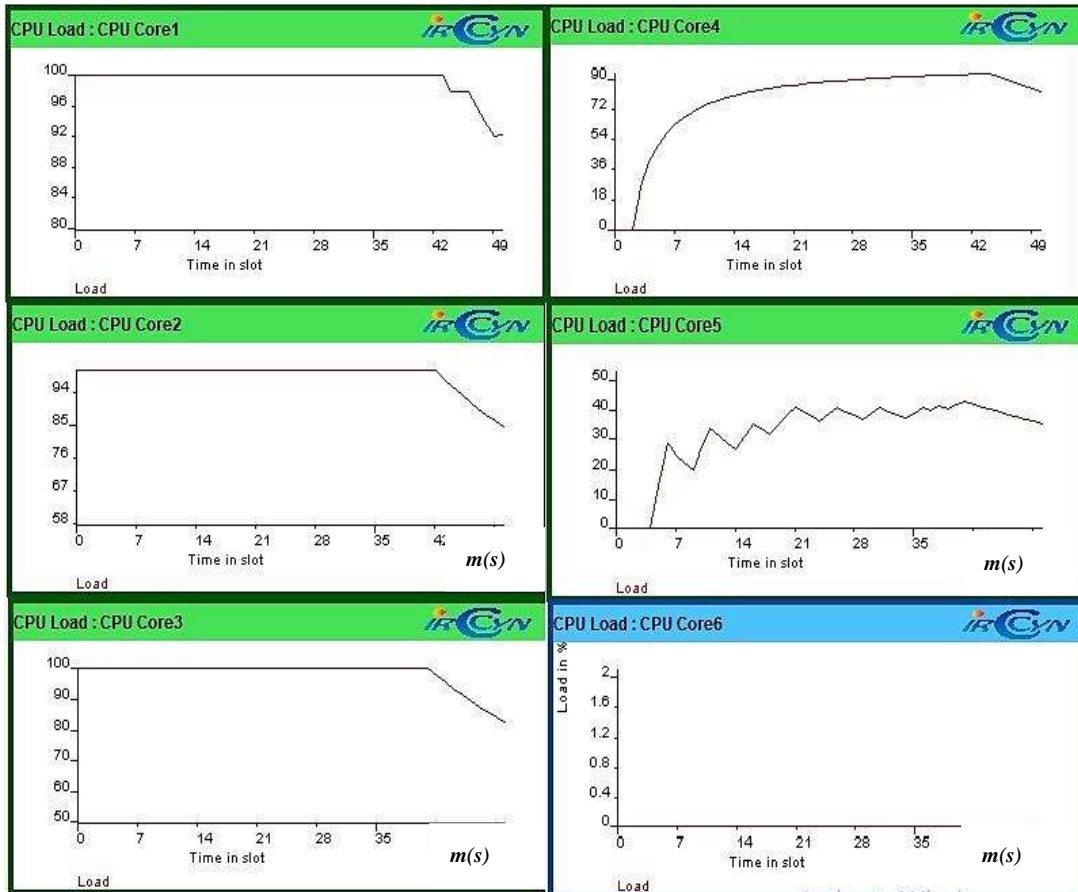 CPU Load : CPU Core1
IRCCyN
100
96
92
88
84
80
0 7 14 21 28 35 42 49
Time in slot
Load
CPU Load : CPU Core4
IRCCyN
90
72
54
36
18
0
0 7 14 21 28 35 42 49
Time in slot
Load
CPU Load : CPU Core2
IRCCyN
94
85
76
67
58
0 7 14 21 28 35 42
Time in slot
m(s)
Load
CPU Load : CPU Core5
IRCCyN
50
40
30
20
10
0
0 7 14 21 28 35
Time in slot
m(s)
Load
CPU Load : CPU Core3
IRCCyN
100
90
80
70
60
50
0 7 14 21 28 35
Time in slot
m(s)
Load
CPU Load : CPU Core6
IRCCyN
Load in %
2
1.6
1.2
0.8
0.4
0
0 7 14 21 28 35
Time in slot
m(s)
Load